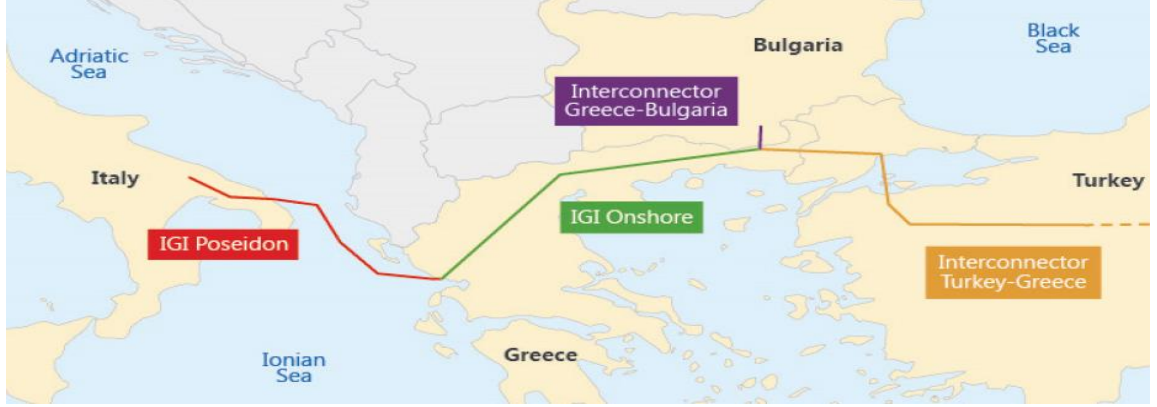 Adriatic
Sea
Bulgaria
Black
Sea
Interconnector
Greece-Bulgaria
Italy
Turkey
IGI Onshore
IGI Poseidon
Interconnector
Turkey-Greece
Ionian
Sea
Greece